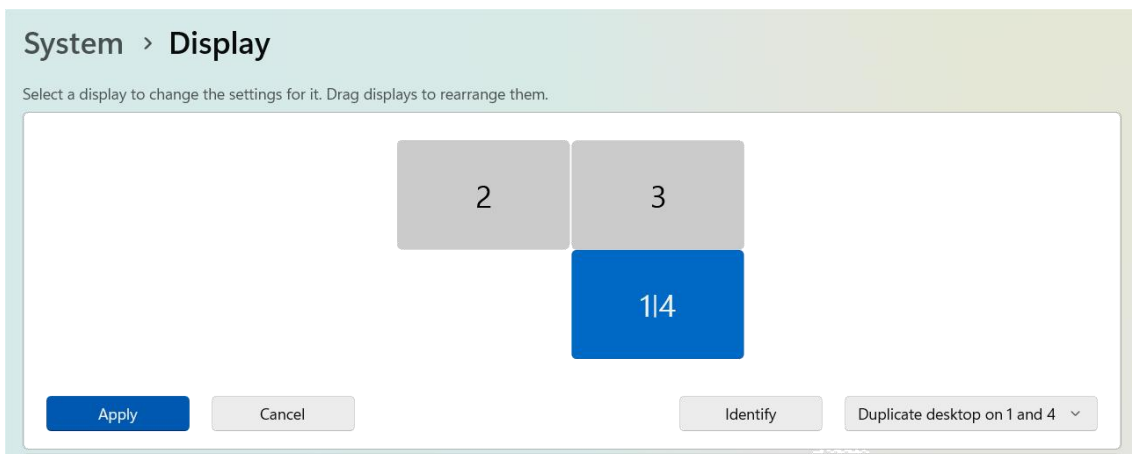 System > Display
Select a display to change the settings for it. Drag displays to rearrange them.
2 3
1|4
Apply Cancel Identify Duplicate desktop on 1 and 4